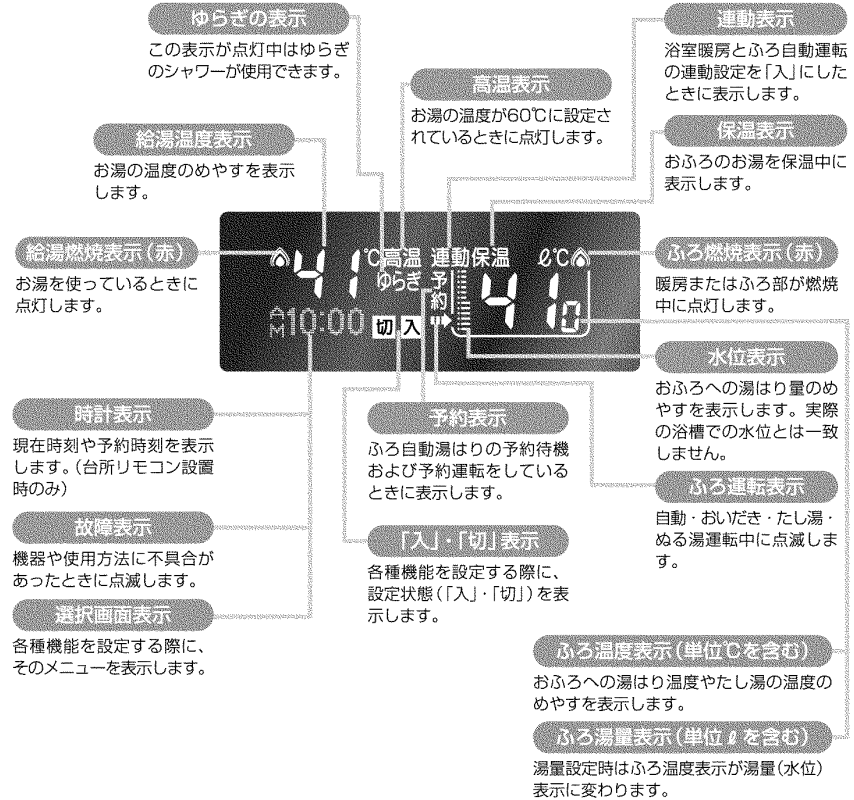 ゆらぎの表示
この表示が点灯中はゆらぎ
のシャワーが使用できます。
連動表示
浴室暖房とふろ自動運転
の連動設定を「入」にした
ときに表示します。
高温表示
お湯の温度が60℃に設定さ
れているときに点灯します。
給湯温度表示
お湯の温度のめやすを表示
します。
保温表示
おふろのお湯を保温中に
表示します。
給湯燃焼表示(赤)
お湯を使っているときに
点灯します。
41℃高温 連動保温 ℓ℃
ゆらぎ 予約 41.0
AM10:00 切 入
ふろ燃焼表示(赤)
暖房またはふろ部が燃焼
中に点灯します。
水位表示
おふろへの湯はり量のめ
やすを表示します。実際
の浴槽での水位とは一致
しません。
時計表示
現在時刻や予約時刻を表示
します。(台所リモコン設置
時のみ)
予約表示
ふろ自動湯はりの予約待機
および予約運転をしている
ときに表示します。
ふろ運転表示
自動・おいだき・たし湯・
ぬる湯運転中に点滅しま
す。
故障表示
機器や使用方法に不具合が
あったときに点滅します。
「入」・「切」表示
各種機能を設定する際に、
設定状態(「入」・「切」)を表
示します。
選択画面表示
各種機能を設定する際に、
そのメニューを表示します。
ふろ温度表示(単位℃を含む)
おふろへの湯はり温度やたし湯の温度の
めやすを表示します。
ふろ湯量表示(単位ℓを含む)
湯量設定時はふろ温度表示が湯量(水位)
表示に変わります。